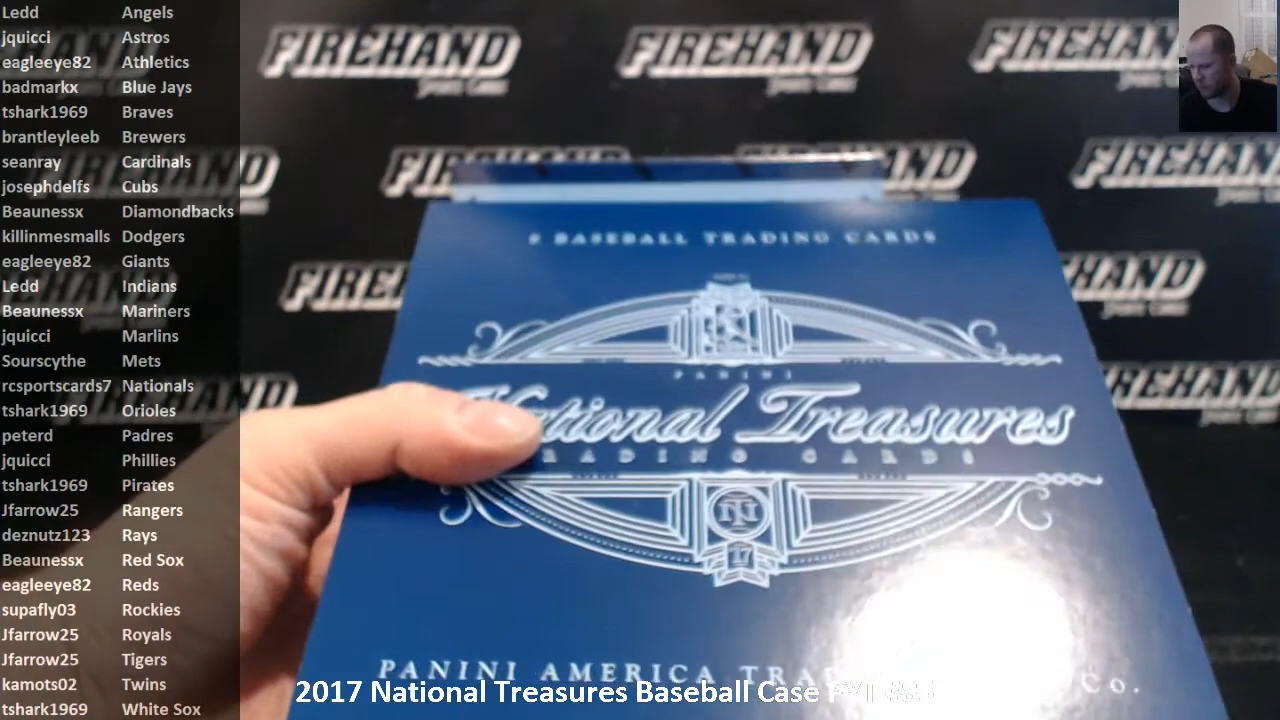 Ledd Angels
jquicci Astros
eagleeye82 Athletics
badmarkx Blue Jays
tshark1969 Braves
brantleyleeb Brewers
seanray Cardinals
josephdelfs Cubs
Beaunessx Diamondbacks
killinmesmalls Dodgers
eagleeye82 Giants
Ledd Indians
Beaunessx Mariners
jquicci Marlins
Sourscythe Mets
rcsportscards7 Nationals
tshark1969 Orioles
peterd Padres
jquicci Phillies
tshark1969 Pirates
Jfarrow25 Rangers
deznutz123 Rays
Beaunessx Red Sox
eagleeye82 Reds
supafly03 Rockies
Jfarrow25 Royals
Jfarrow25 Tigers
kamots02 Twins
tshark1969 White Sox
FIREHAND FIREHAND FIREHAND
FIREHAND
BASEBALL TRADING CARDS
PANINI
National Treasures
TRADING CARDS
NT
17
PANINI AMERICA
Co.
2017 National Treasures Baseball Case